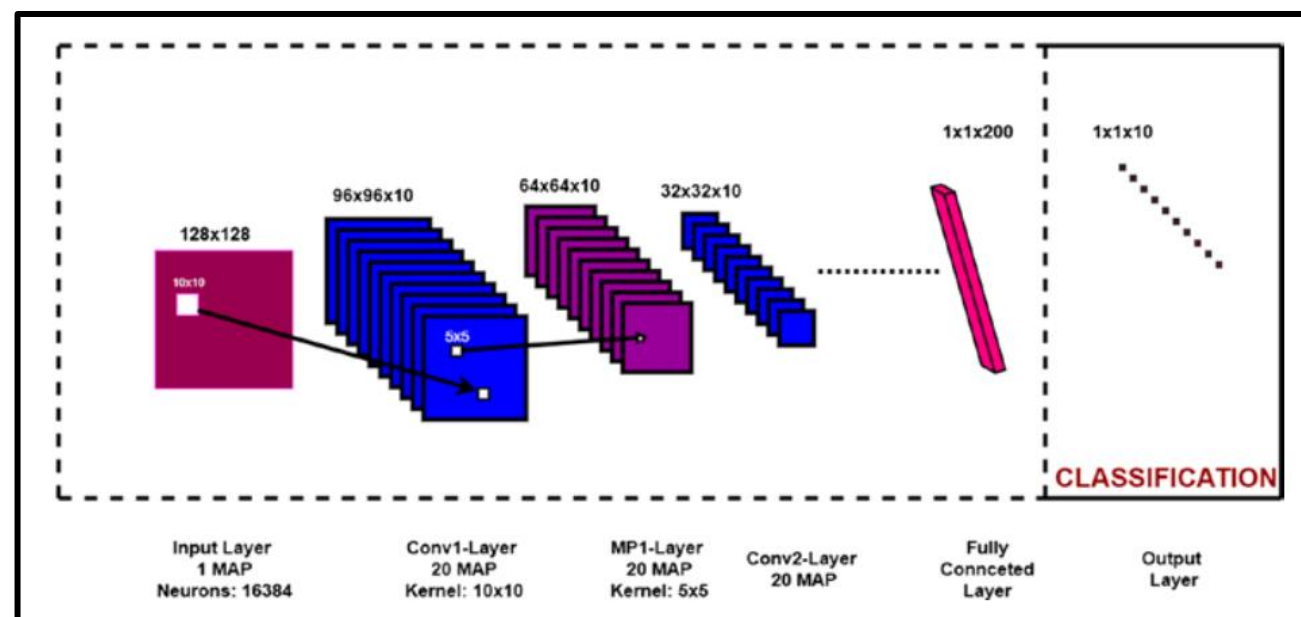 1x1x200
1x1x10
96x96x10
64x64x10
32x32x10
128x128
10x10
5x5
CLASSIFICATION
Input Layer
1 MAP
Neurons: 16384
Conv1-Layer
20 MAP
Kernel: 10x10
MP1-Layer
20 MAP
Kernel: 5x5
Conv2-Layer
20 MAP
Fully
Connceted
Layer
Output
Layer